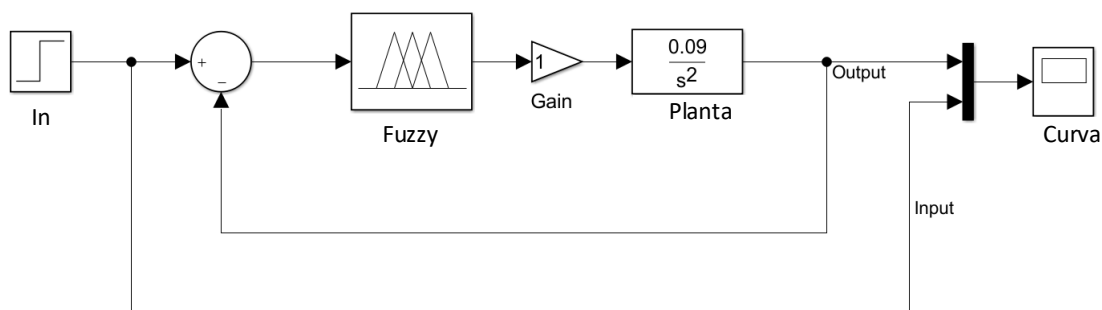 In
+
−
Fuzzy
1
Gain
0.09
s²
Planta
Output
Input
Curva